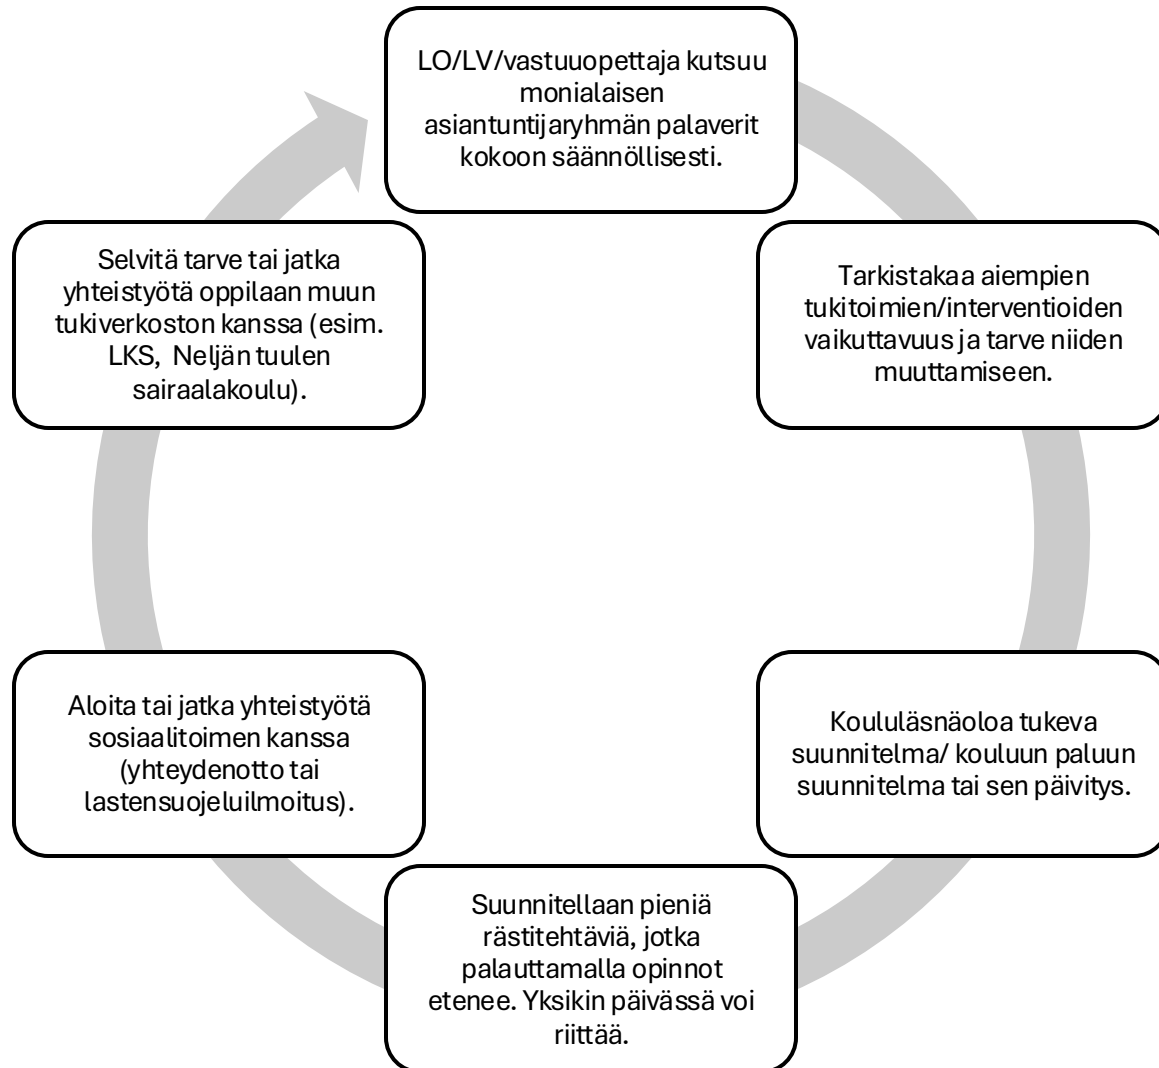 LO/LV/vastuuopettaja kutsuu
monialaisen
asiantuntijaryhmän palaverit
kokoon säännöllisesti.
Tarkistakaa aiempien
tukitoimien/interventioiden
vaikuttavuus ja tarve niiden
muuttamiseen.
Koululäsnäoloa tukeva
suunnitelma/ kouluun paluun
suunnitelma tai sen päivitys.
Suunnitellaan pieniä
rästitehtäviä, jotka
palauttamalla opinnot
etenee. Yksikin päivässä voi
riittää.
Aloita tai jatka yhteistyötä
sosiaalitoimen kanssa
(yhteydenotto tai
lastensuojeluilmoitus).
Selvitä tarve tai jatka
yhteistyötä oppilaan muun
tukiverkoston kanssa (esim.
LKS, Neljän tuulen
sairaalakoulu).